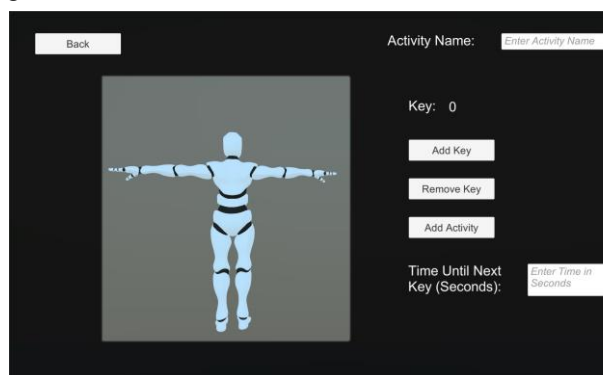 Back
Activity Name: Enter Activity Name
Key: 0
Add Key
Remove Key
Add Activity
Time Until Next
Key (Seconds):
Enter Time in
Seconds